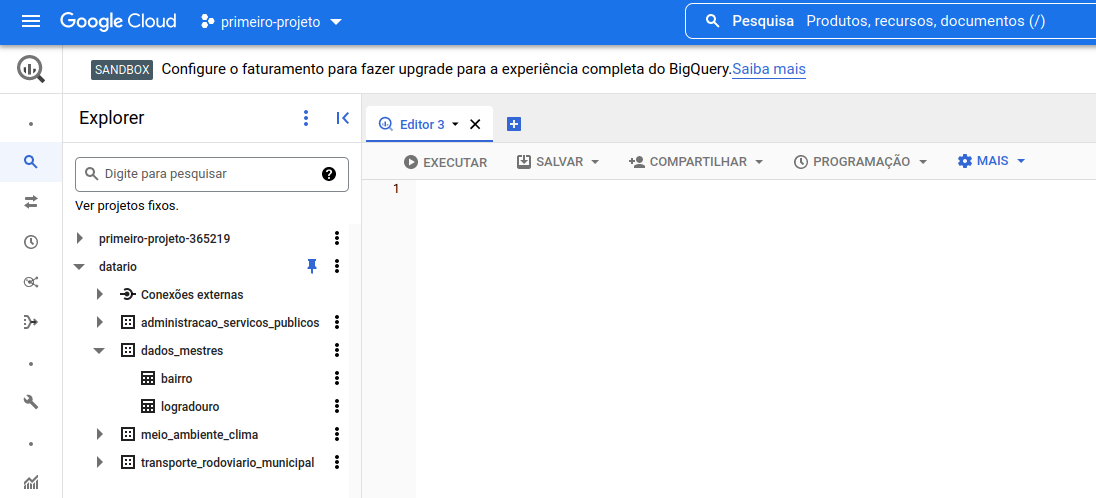 Google Cloud
primeiro-projeto
Pesquisa Produtos, recursos, documentos (/)
SANDBOX Configure o faturamento para fazer upgrade para a experiência completa do BigQuery.Saiba mais
Explorer
Digite para pesquisar
Ver projetos fixos.
primeiro-projeto-365219
datario
Conexões externas
administracao_servicos_publicos
dados_mestres
bairro
logradouro
meio_ambiente_clima
transporte_rodoviario_municipal
Editor 3
EXECUTAR SALVAR COMPARTILHAR PROGRAMAÇÃO MAIS
1